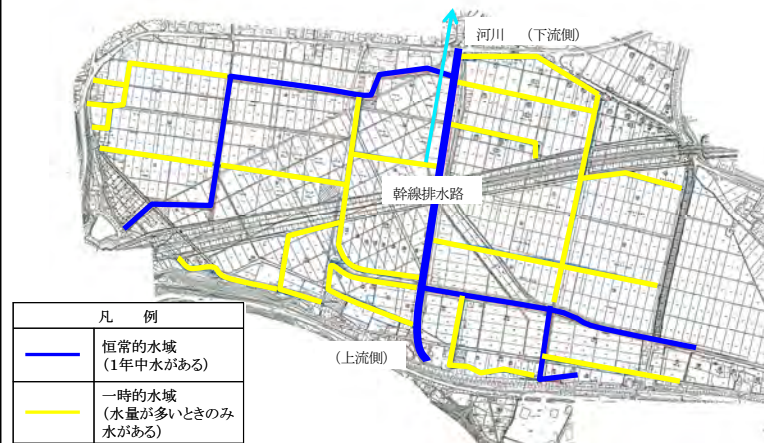 河川 (下流側)
幹線排水路
(上流側)
凡 例
恒常的水域
(1年中水がある)
一時的水域
(水量が多いときのみ
水がある)